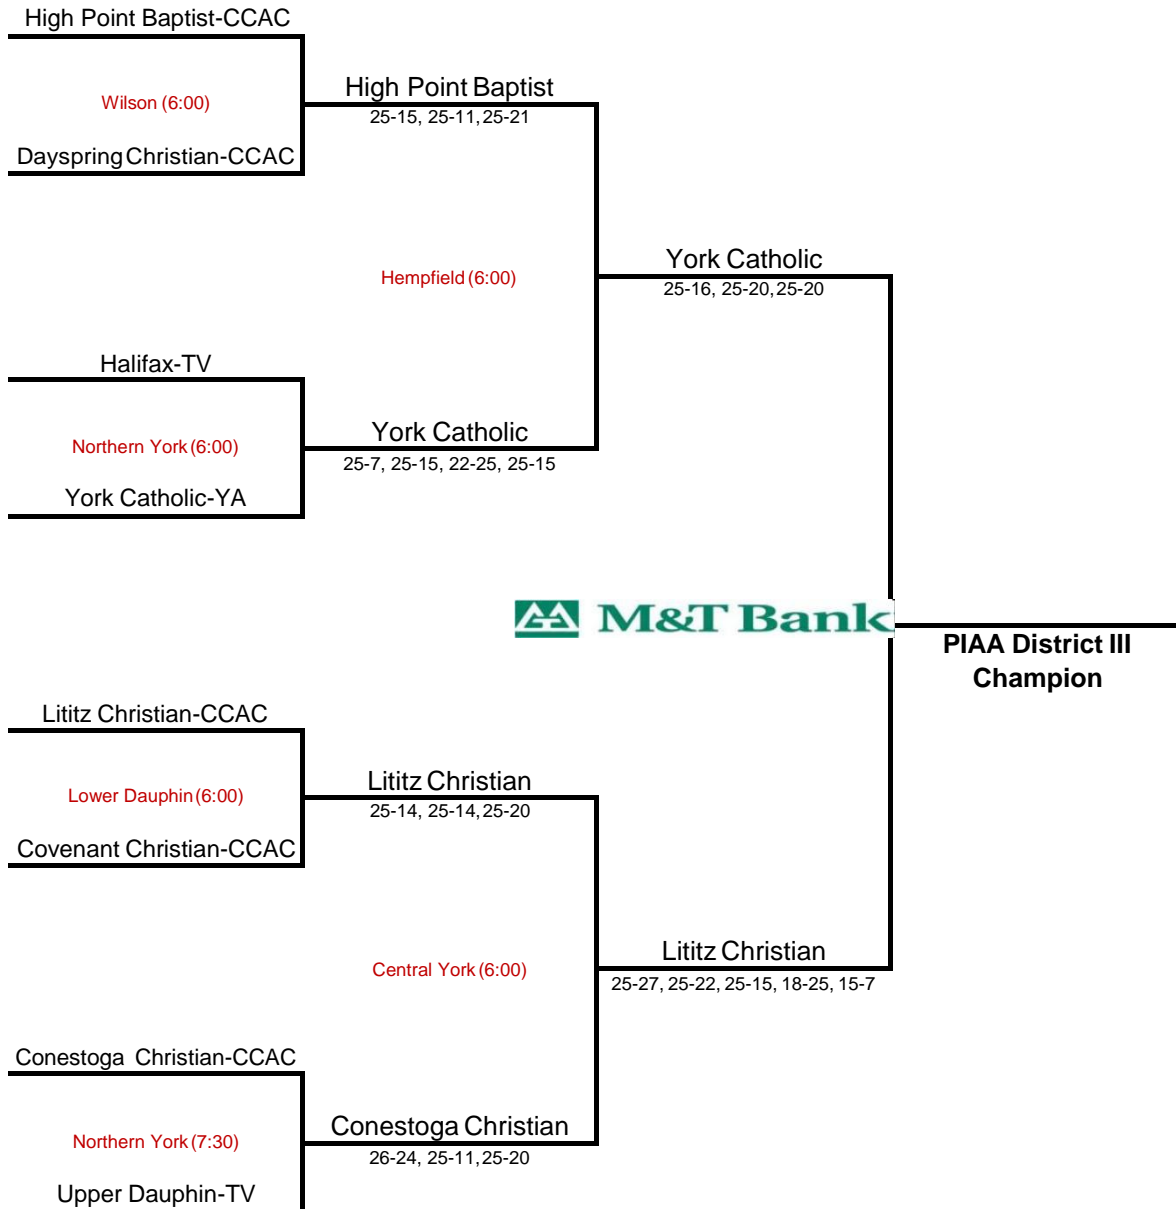 High Point Baptist-CCAC
High Point Baptist
Wilson (6:00)
25-15, 25-11, 25-21
Dayspring Christian-CCAC
York Catholic
Hempfield (6:00)
25-16, 25-20, 25-20
Halifax-TV
York Catholic
Northern York (6:00)
25-7, 25-15, 22-25, 25-15
York Catholic-YA
M&T Bank
PIAA District III
Champion
Lititz Christian-CCAC
Lititz Christian
Lower Dauphin (6:00)
25-14, 25-14, 25-20
Covenant Christian-CCAC
Lititz Christian
Central York (6:00)
25-27, 25-22, 25-15, 18-25, 15-7
Conestoga Christian-CCAC
Conestoga Christian
Northern York (7:30)
26-24, 25-11, 25-20
Upper Dauphin-TV